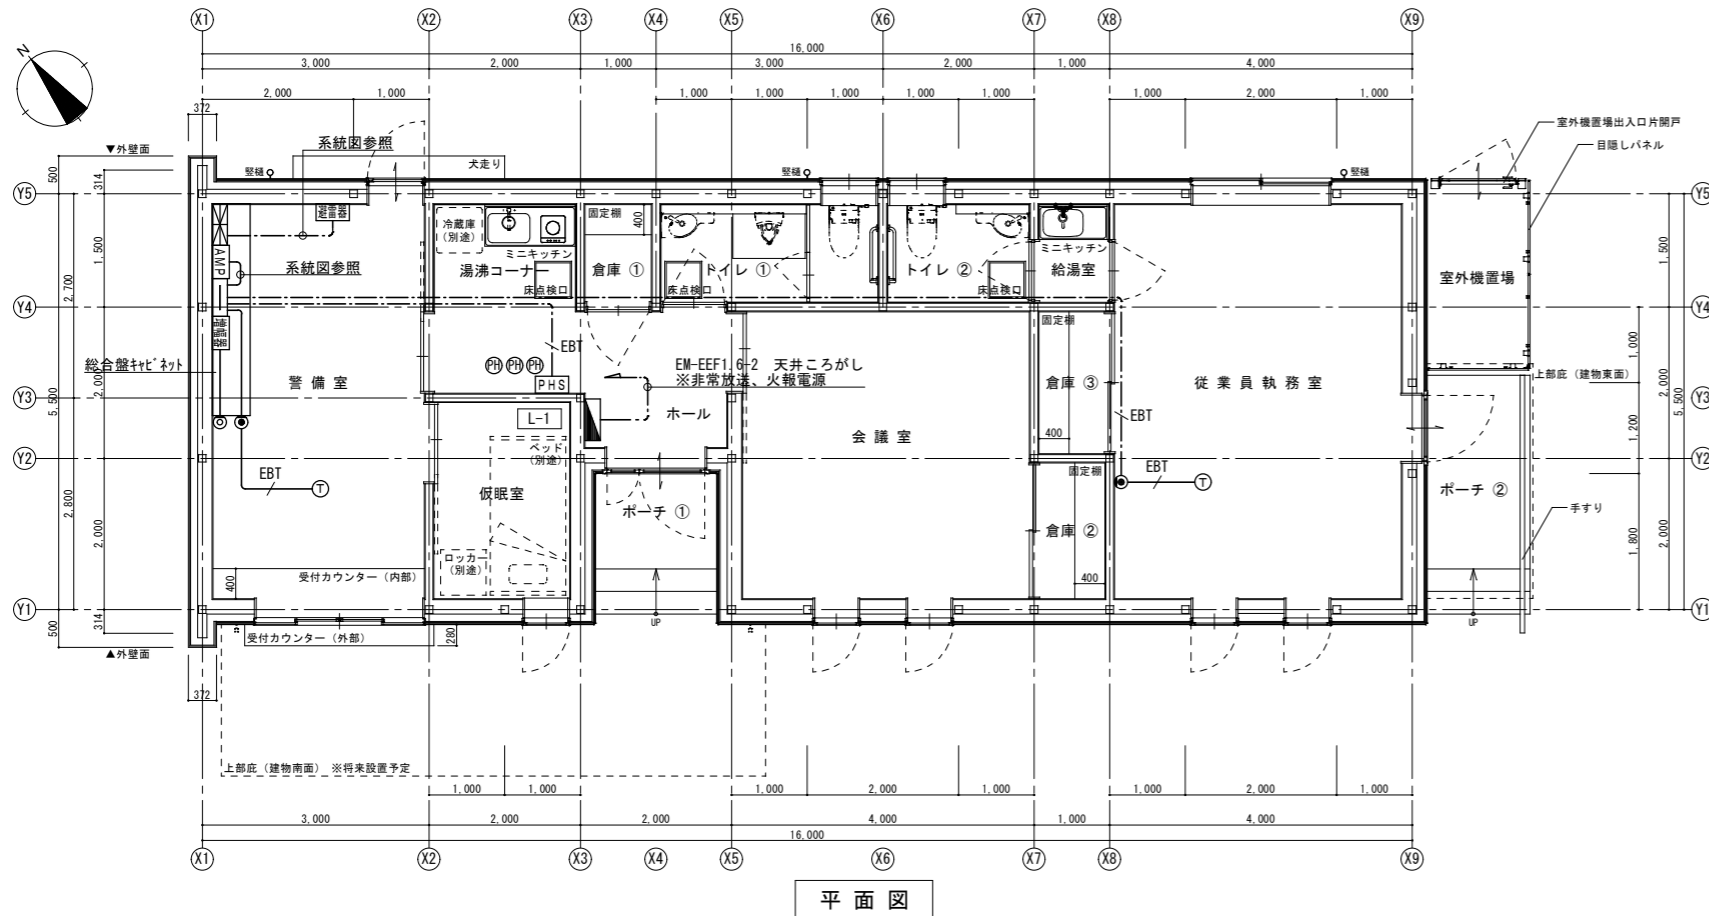 X1
X2
X3
X4
X5
X6
X7
X8
X9
16,000
3,000
2,000
1,000
3,000
2,000
1,000
4,000
2,000
1,000
1,000
1,000
1,000
1,000
1,000
1,000
2,000
1,000
N
372
▼外壁面
系統図参照
犬走り
竪樋
竪樋
竪樋
室外機置場出入口片開戸
目隠しパネル
500
314
Y5
Y5
避雷器
冷蔵庫
(別途)
固定棚
400
1,500
AMP
系統図参照
ミニキッチン
湯沸コーナー
床点検口
倉庫 ①
トイレ ①
床点検口
トイレ ②
床点検口
ミニキッチン
給湯室
室外機置場
1,500
2,700
Y4
Y4
増幅器
総合盤ｷｬﾋﾞﾈｯﾄ
2,000
5,500
警 備 室
EBT
PH
PH
PH
PHS
EM-EEF1.6-2 天井ころがし
※非常放送、火報電源
固定棚
倉庫 ③
従 業 員 執 務 室
1,000
上部庇 (建物東面)
2,000
5,500
Y3
Y3
L-1
ホール
400
EBT
会 議 室
1,200
ベッド
(別途)
Y2
Y2
EBT
T
仮眠室
ポーチ ①
固定棚
EBT
T
ポーチ ②
手すり
2,800
2,000
倉庫 ②
1,800
2,000
ロッカー
(別途)
400
受付カウンター (内部)
400
Y1
Y1
314
500
UP
UP
受付カウンター (外部)
280
▲外壁面
372
上部庇 (建物南面) ※将来設置予定
1,000
1,000
1,000
2,000
1,000
1,000
2,000
1,000
3,000
2,000
2,000
4,000
1,000
4,000
16,000
X1
X2
X3
X4
X5
X6
X7
X8
X9
平 面 図